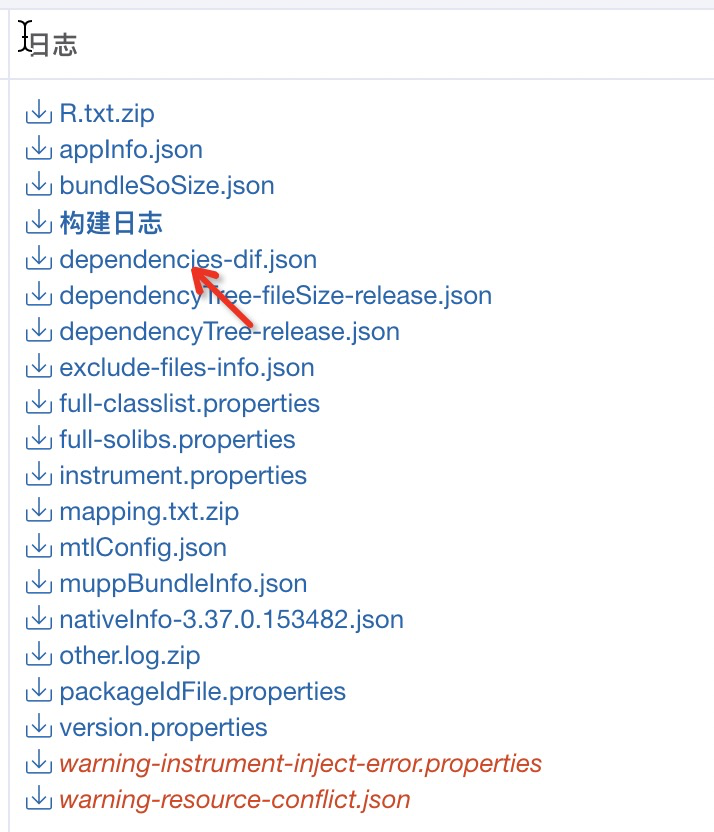 日志
R.txt.zip
appInfo.json
bundleSoSize.json
构建日志
dependencies-dif.json
dependencyTree-fileSize-release.json
dependencyTree-release.json
exclude-files-info.json
full-classlist.properties
full-solibs.properties
instrument.properties
mapping.txt.zip
mtlConfig.json
muppBundleInfo.json
nativeInfo-3.37.0.153482.json
other.log.zip
packageIdFile.properties
version.properties
warning-instrument-inject-error.properties
warning-resource-conflict.json